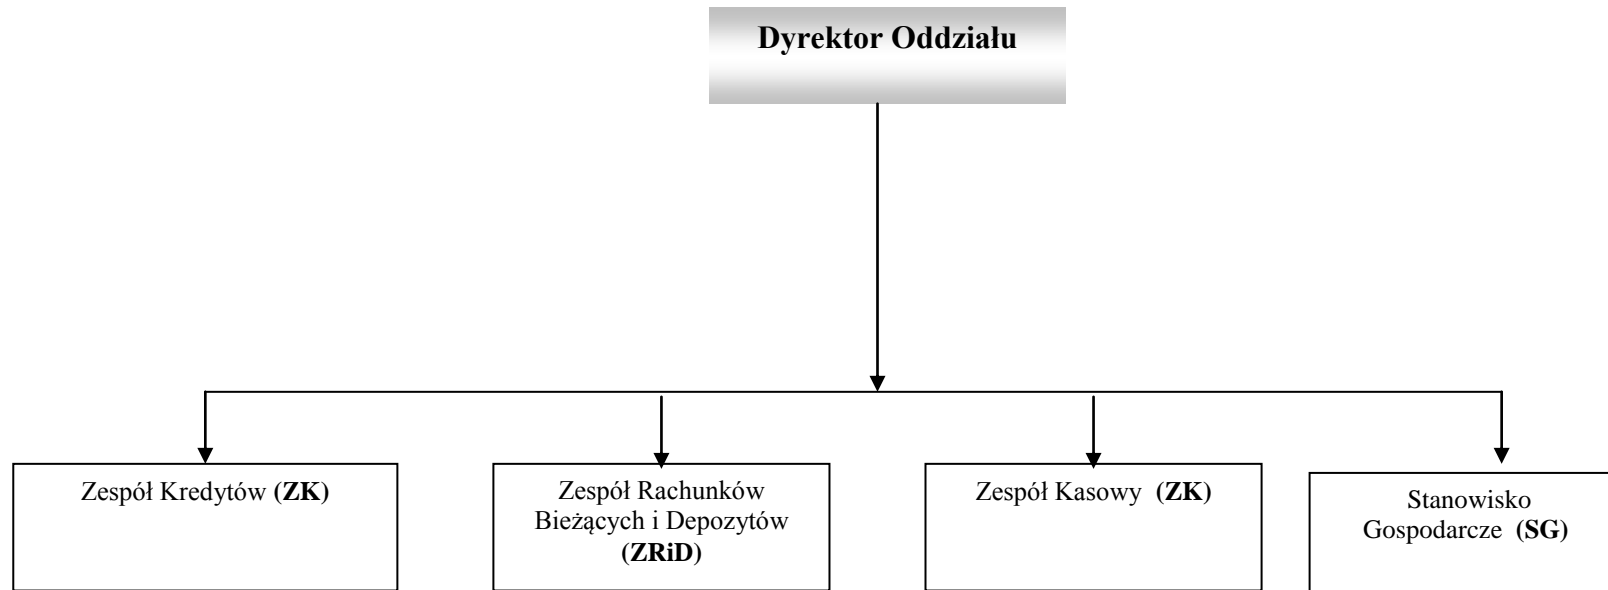 Dyrektor Oddziału
Zespół Kredytów (ZK)
Zespół Rachunków
Bieżących i Depozytów
(ZRiD)
Zespół Kasowy (ZK)
Stanowisko
Gospodarcze (SG)